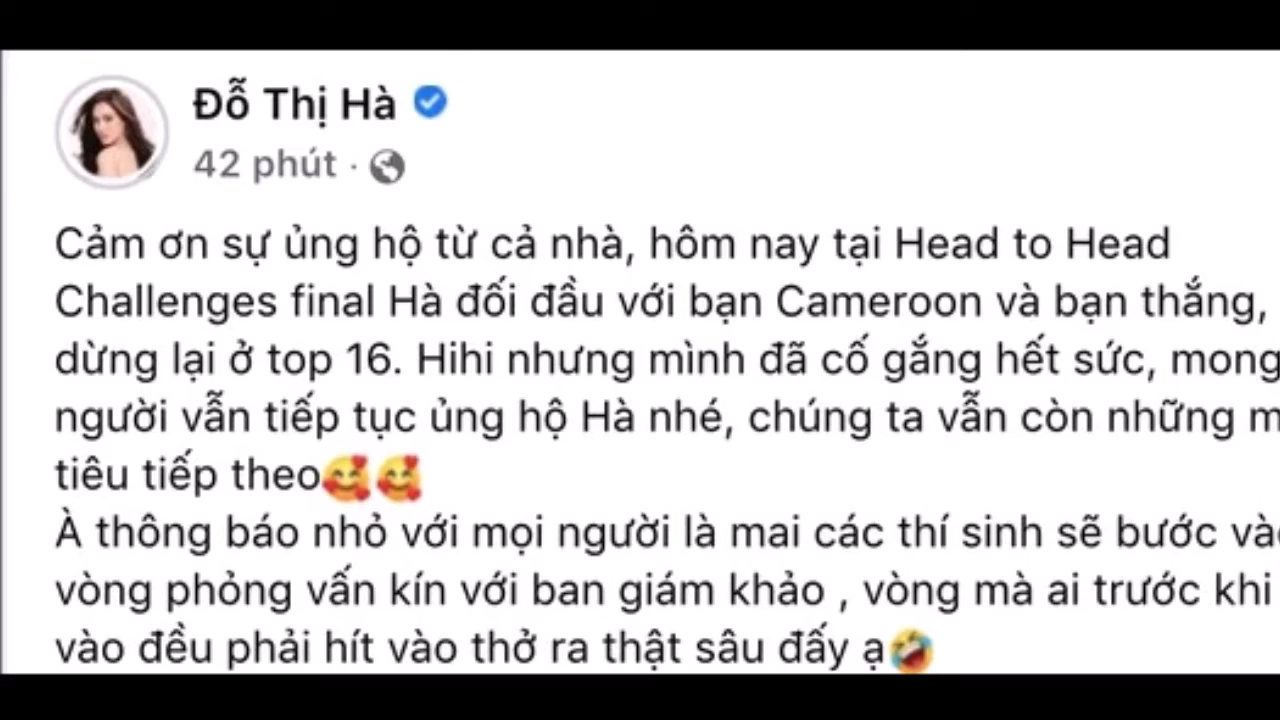 Đỗ Thị Hà
42 phút ·
Cảm ơn sự ủng hộ từ cả nhà, hôm nay tại Head to Head
Challenges final Hà đối đầu với bạn Cameroon và bạn thắng,
dừng lại ở top 16. Hihi nhưng mình đã cố gắng hết sức, mong
người vẫn tiếp tục ủng hộ Hà nhé, chúng ta vẫn còn những
tiêu tiếp theo🥰🥰
À thông báo nhỏ với mọi người là mai các thí sinh sẽ bước
vòng phỏng vấn kín với ban giám khảo , vòng mà ai trước khi
vào đều phải hít vào thở ra thật sâu đấy ạ🤣